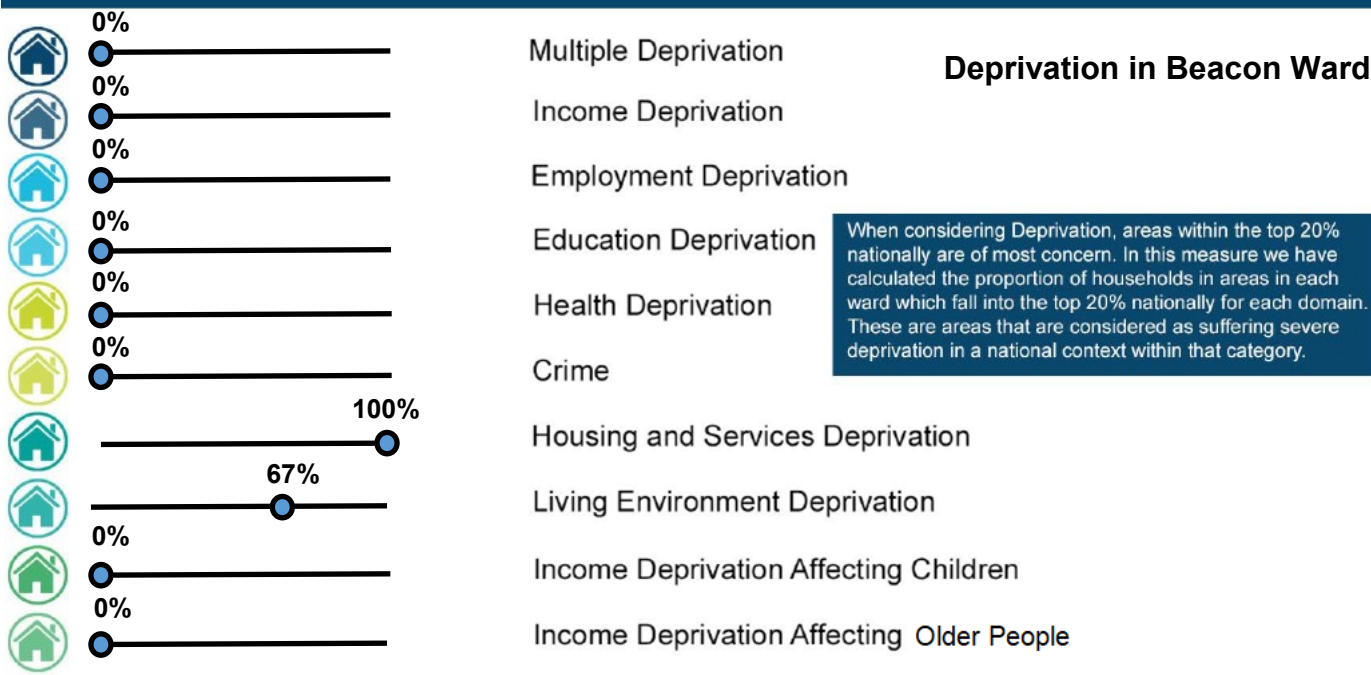 Deprivation in Beacon Ward
0%
Multiple Deprivation
0%
Income Deprivation
0%
Employment Deprivation
0%
Education Deprivation
0%
Health Deprivation
0%
Crime
100%
Housing and Services Deprivation
67%
Living Environment Deprivation
0%
Income Deprivation Affecting Children
0%
Income Deprivation Affecting Older People
When considering Deprivation, areas within the top 20%
nationally are of most concern. In this measure we have
calculated the proportion of households in areas in each
ward which fall into the top 20% nationally for each domain.
These are areas that are considered as suffering severe
deprivation in a national context within that category.